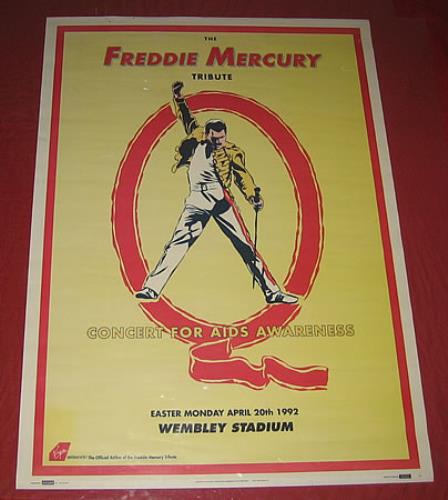 THE
FREDDIE MERCURY
TRIBUTE
CONCERT FOR AIDS AWARENESS
EASTER MONDAY APRIL 20th 1992
WEMBLEY STADIUM
Virgin
The Official Airline of the Freddie Mercury Tribute